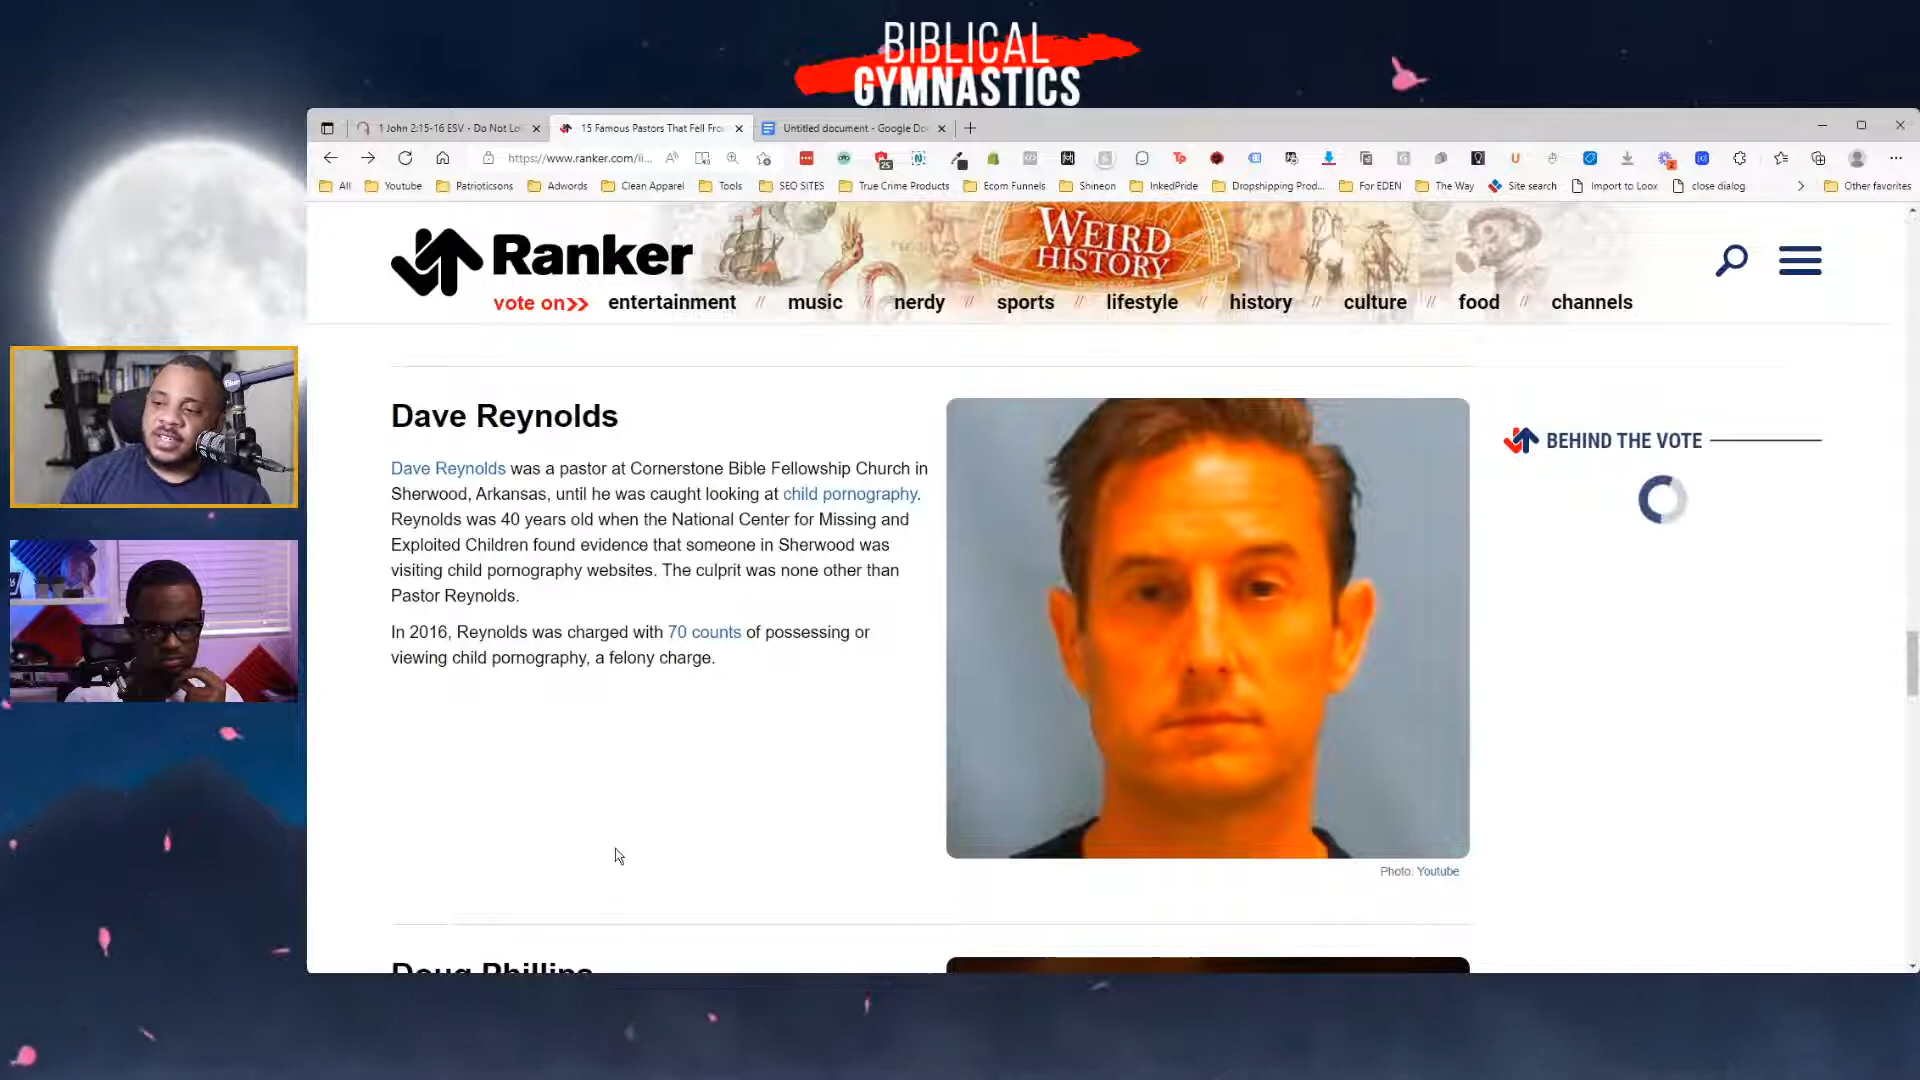 BIBLICAL
GYMNASTICS
1 John 2:15-16 ESV - Do Not Lo
15 Famous Pastors That Fell Fro
Untitled document - Google Do
https://www.ranker.com/li...
All
Youtube
Patrioticsons
Adwords
Clean Apparel
Tools
SEO SITES
True Crime Products
Ecom Funnels
Shineon
InkedPride
Dropshipping Prod...
For EDEN
The Way
Site search
Import to Loox
close dialog
Other favorites
Ranker
WEIRD
HISTORY
vote on
entertainment // music // nerdy // sports // lifestyle // history // culture // food // channels
Dave Reynolds
Dave Reynolds was a pastor at Cornerstone Bible Fellowship Church in
Sherwood, Arkansas, until he was caught looking at child pornography.
Reynolds was 40 years old when the National Center for Missing and
Exploited Children found evidence that someone in Sherwood was
visiting child pornography websites. The culprit was none other than
Pastor Reynolds.
In 2016, Reynolds was charged with 70 counts of possessing or
viewing child pornography, a felony charge.
BEHIND THE VOTE
Photo: Youtube
Doug Phillips